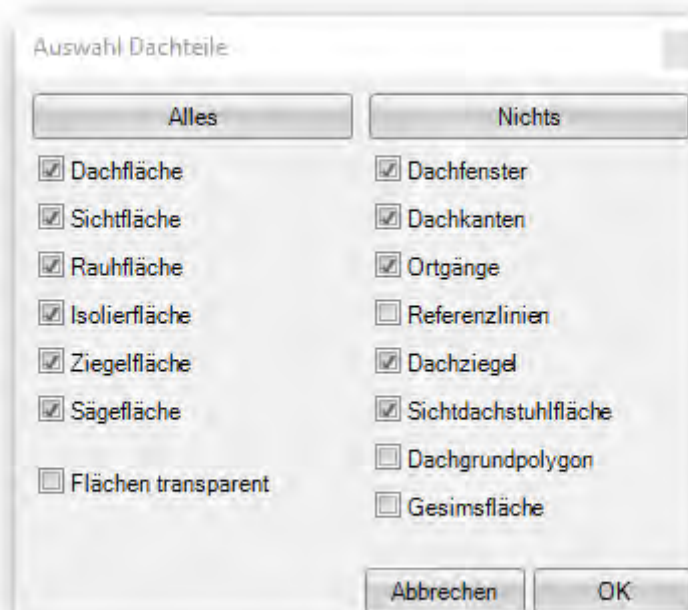 Auswahl Dachteile
Alles
Nichts
Dachfläche
Dachfenster
Sichtfläche
Dachkanten
Rauhfläche
Ortgänge
Isolierfläche
Referenzlinien
Ziegelfläche
Dachziegel
Sägefläche
Sichtdachstuhlfläche
Dachgrundpolygon
Flächen transparent
Gesimsfläche
Abbrechen
OK